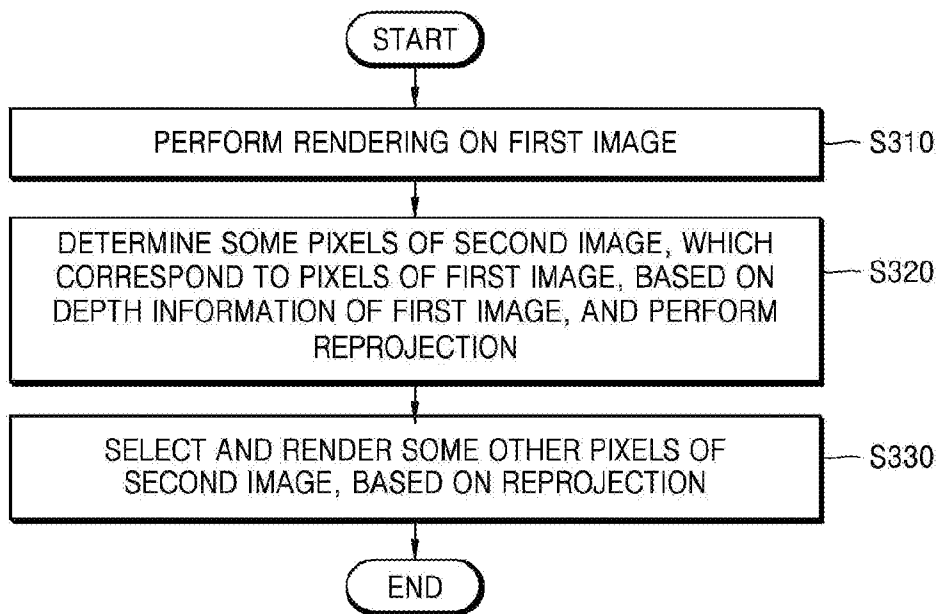 START
PERFORM RENDERING ON FIRST IMAGE
S310
DETERMINE SOME PIXELS OF SECOND IMAGE, WHICH
CORRESPOND TO PIXELS OF FIRST IMAGE, BASED ON
DEPTH INFORMATION OF FIRST IMAGE, AND PERFORM
REPROJECTION
S320
SELECT AND RENDER SOME OTHER PIXELS OF
SECOND IMAGE, BASED ON REPROJECTION
S330
END